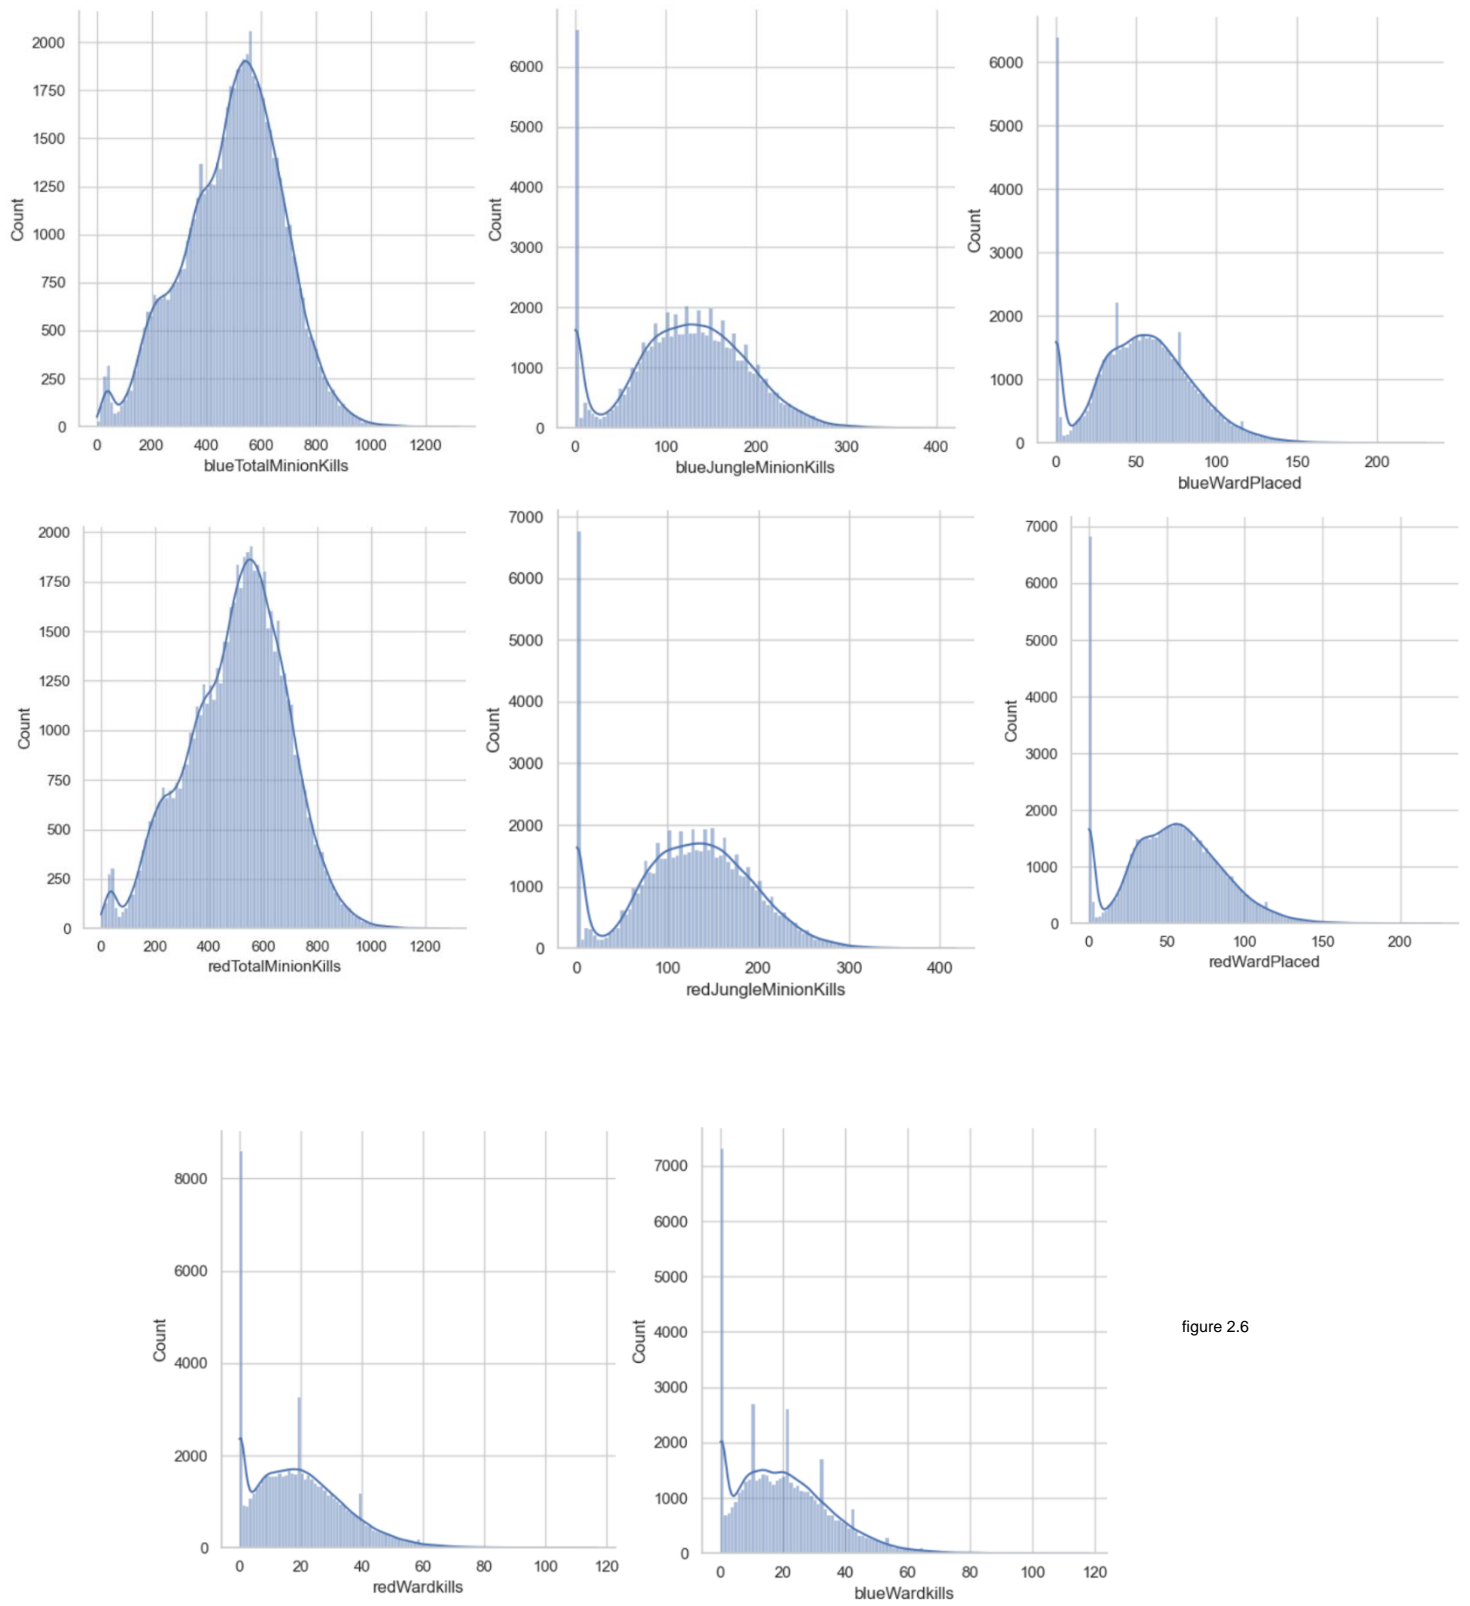 2000
1750
1500
1250
1000
750
500
250
0
Count
0 200 400 600 800 1000 1200
blueTotalMinionKills
6000
5000
4000
3000
2000
1000
0
Count
0 100 200 300 400
blueJungleMinionKills
6000
5000
4000
3000
2000
1000
0
Count
0 50 100 150 200
blueWardPlaced
2000
1750
1500
1250
1000
750
500
250
0
Count
0 200 400 600 800 1000 1200
redTotalMinionKills
7000
6000
5000
4000
3000
2000
1000
0
Count
0 100 200 300 400
redJungleMinionKills
7000
6000
5000
4000
3000
2000
1000
0
Count
0 50 100 150 200
redWardPlaced
8000
6000
4000
2000
0
Count
0 20 40 60 80 100 120
redWardkills
7000
6000
5000
4000
3000
2000
1000
0
Count
0 20 40 60 80 100 120
blueWardkills
figure 2.6